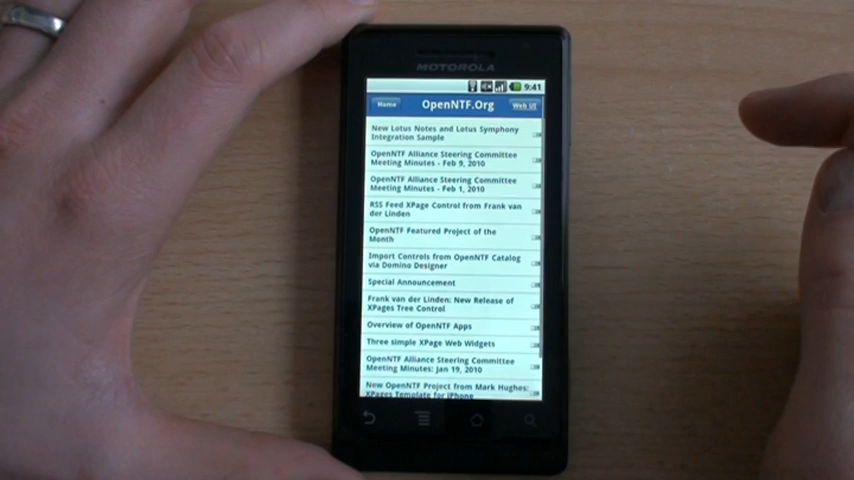 MOTOROLA
9:41
Home
OpenNTF.Org
Web UI
New Lotus Notes and Lotus Symphony
Integration Sample
OpenNTF Alliance Steering Committee
Meeting Minutes - Feb 9, 2010
OpenNTF Alliance Steering Committee
Meeting Minutes - Feb 1, 2010
RSS Feed XPage Control from Frank van
der Linden
OpenNTF Featured Project of the
Month
Import Controls from OpenNTF Catalog
via Domino Designer
Special Announcement
Frank van der Linden: New Release of
XPages Tree Control
Overview of OpenNTF Apps
Three simple XPage Web Widgets
OpenNTF Alliance Steering Committee
Meeting Minutes: Jan 19, 2010
New OpenNTF Project from Mark Hughes:
XPages Template for iPhone